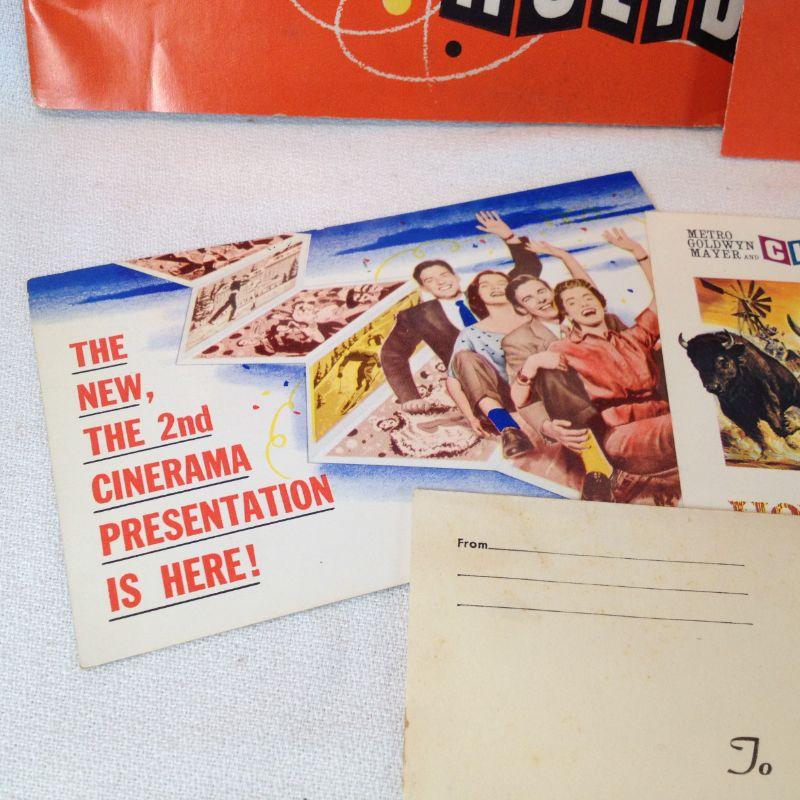 THE
NEW,
THE 2nd
CINERAMA
PRESENTATION
IS HERE!
METRO
GOLDWYN
MAYER AND
From
To